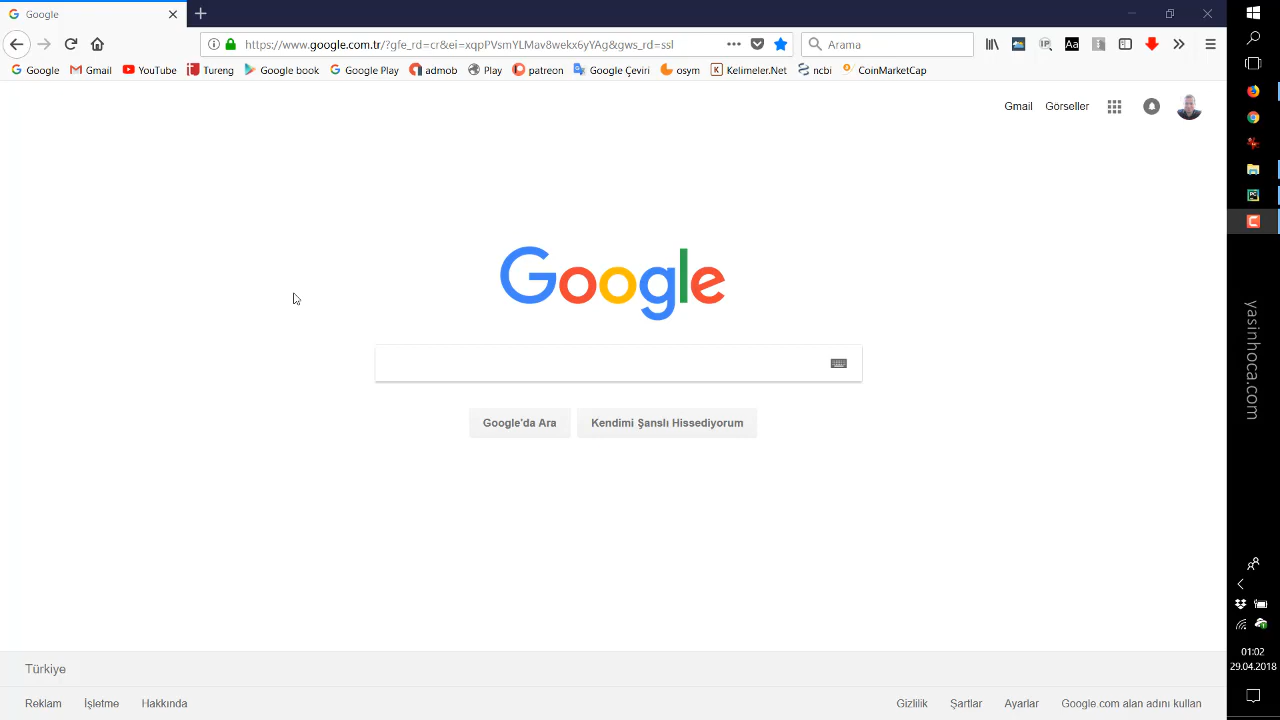 Google
https://www.google.com.tr/?gfe_rd=cr&ei=xqpPVsmYLMav8wekx6yYAg&gws_rd=ssl
Arama
Google
Gmail
YouTube
Tureng
Google book
Google Play
admob
Play
patreon
Google Çeviri
osym
Kelimeler.Net
ncbi
CoinMarketCap
Gmail
Görseller
Google
Google'da Ara
Kendimi Şanslı Hissediyorum
yasinhoca.com
Türkiye
Reklam
İşletme
Hakkında
Gizlilik
Şartlar
Ayarlar
Google com alan adını kullan
01:02
29.04.2018